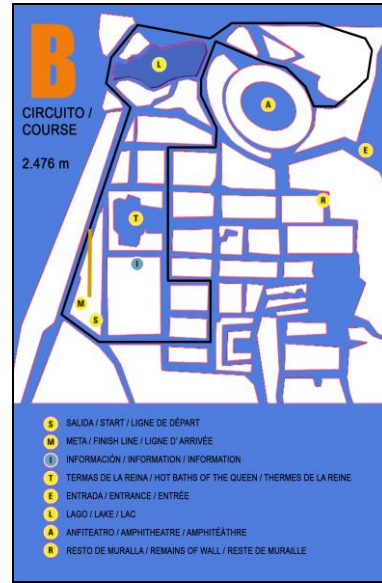 B
CIRCUITO /
COURSE
2.476 m
L
A
E
R
T
I
M
S
S SALIDA / START / LIGNE DE DÉPART
M META / FINISH LINE / LIGNE D' ARRIVÉE
I INFORMACIÓN / INFORMATION / INFORMATION
T TERMAS DE LA REINA / HOT BATHS OF THE QUEEN / THERMES DE LA REINE
E ENTRADA / ENTRANCE / ENTRÉE
L LAGO / LAKE / LAC
A ANFITEATRO / AMPHITHEATRE / AMPHITÉÂTHRE
R RESTO DE MURALLA / REMAINS OF WALL / RESTE DE MURAILLE